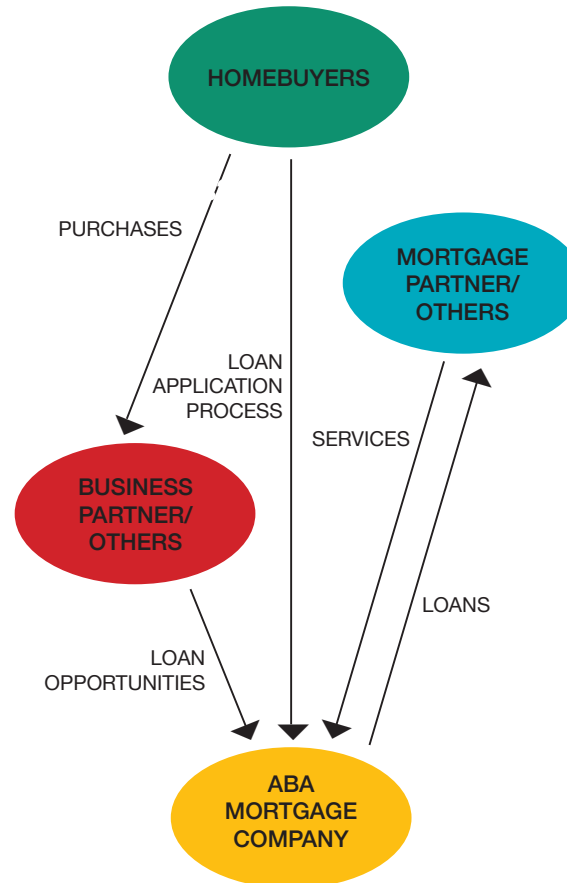 HOMEBUYERS
PURCHASES
MORTGAGE
PARTNER/
OTHERS
LOAN
APPLICATION
PROCESS
SERVICES
BUSINESS
PARTNER/
OTHERS
LOANS
LOAN
OPPORTUNITIES
ABA
MORTGAGE
COMPANY